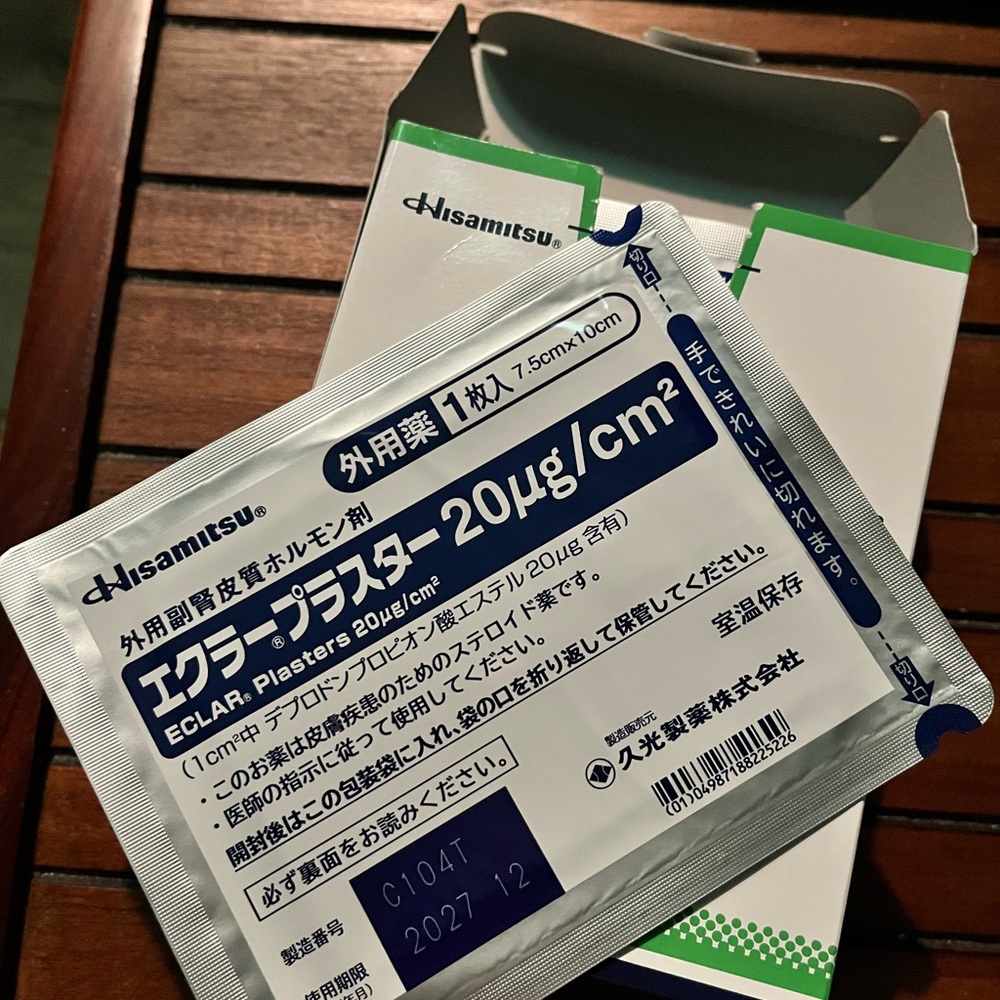 Hisamitsu®
切り口
外用薬 1枚入 7.5cm×10cm
手できれいに切れます。
Hisamitsu®
外用副腎皮質ホルモン剤
エクラー®プラスター 20μg/cm²
ECLAR® Plasters 20μg/cm²
(1cm²中 デプロドンプロピオン酸エステル 20μg 含有)
・このお薬は皮膚疾患のためのステロイド薬です。
・医師の指示に従って使用してください。
開封後はこの包装袋に入れ、袋の口を折り返して保管してください。
室温保存
必ず裏面をお読みください。
製造販売元
久光製薬株式会社
(01)04987188225226
切り口
製造番号
C104T
使用期限
2027 12
年月)